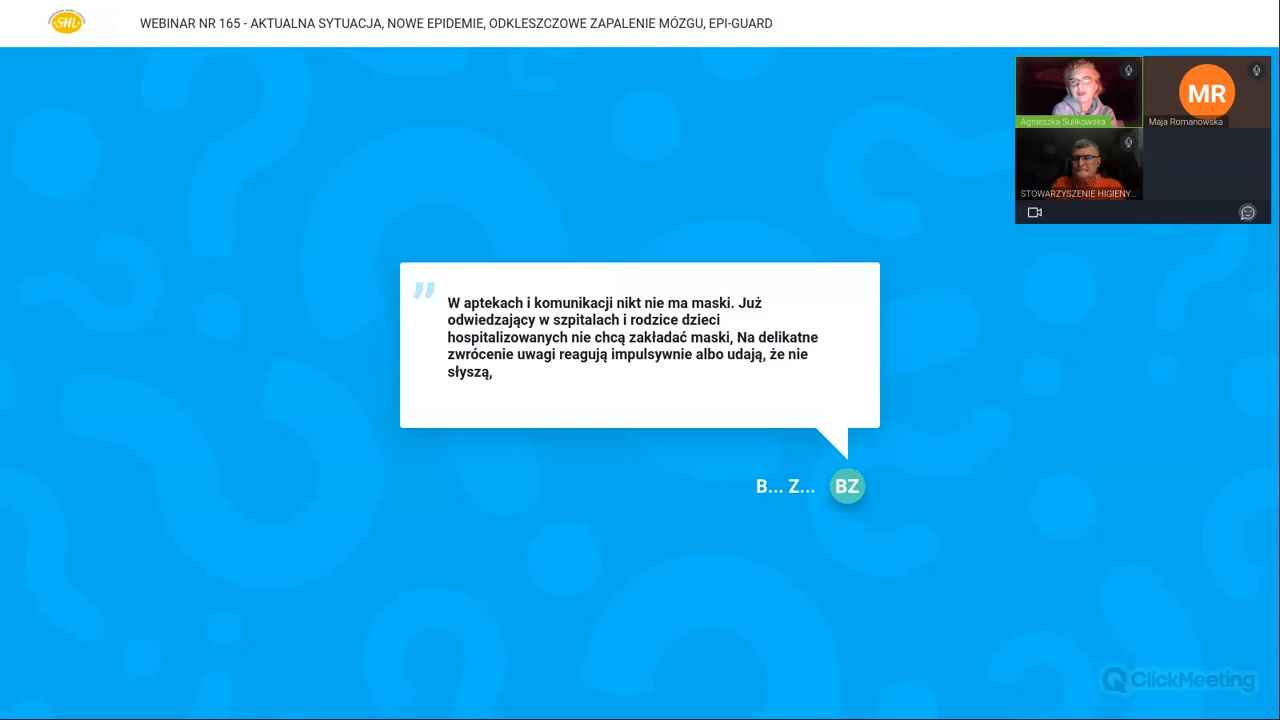 SHL
WEBINAR NR 165 - AKTUALNA SYTUACJA, NOWE EPIDEMIE, ODKLESZCZOWE ZAPALENIE MÓZGU, EPI-GUARD
MR
Agnieszka Sulikowska
Maja Romanowska
STOWARZYSZENIE HIGIENY...
W aptekach i komunikacji nikt nie ma maski. Już
odwiedzający w szpitalach i rodzice dzieci
hospitalizowanych nie chcą zakładać maski, Na delikatne
zwrócenie uwagi reagują impulsywnie albo udają, że nie
słyszą,
B... Z... BZ
ClickMeeting